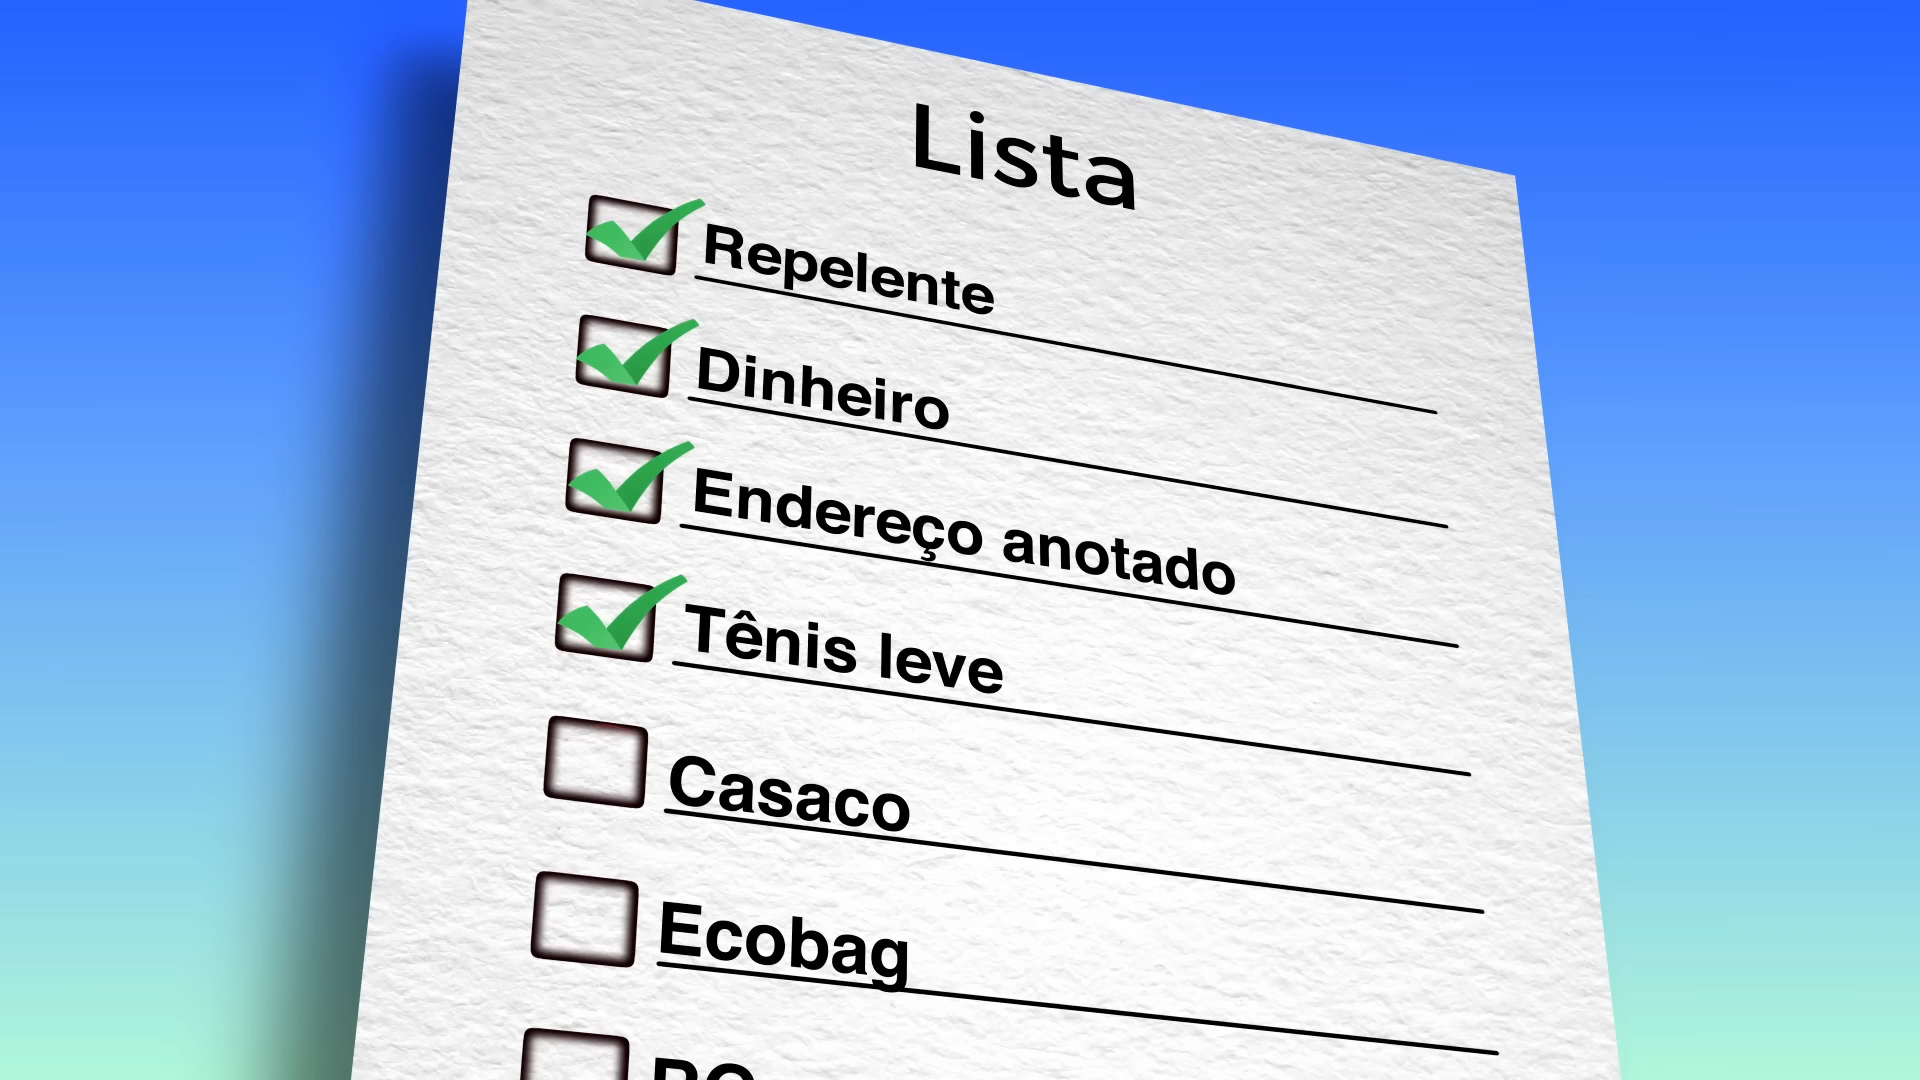 Lista
Repelente
Dinheiro
Endereço anotado
Tênis leve
Casaco
Ecobag